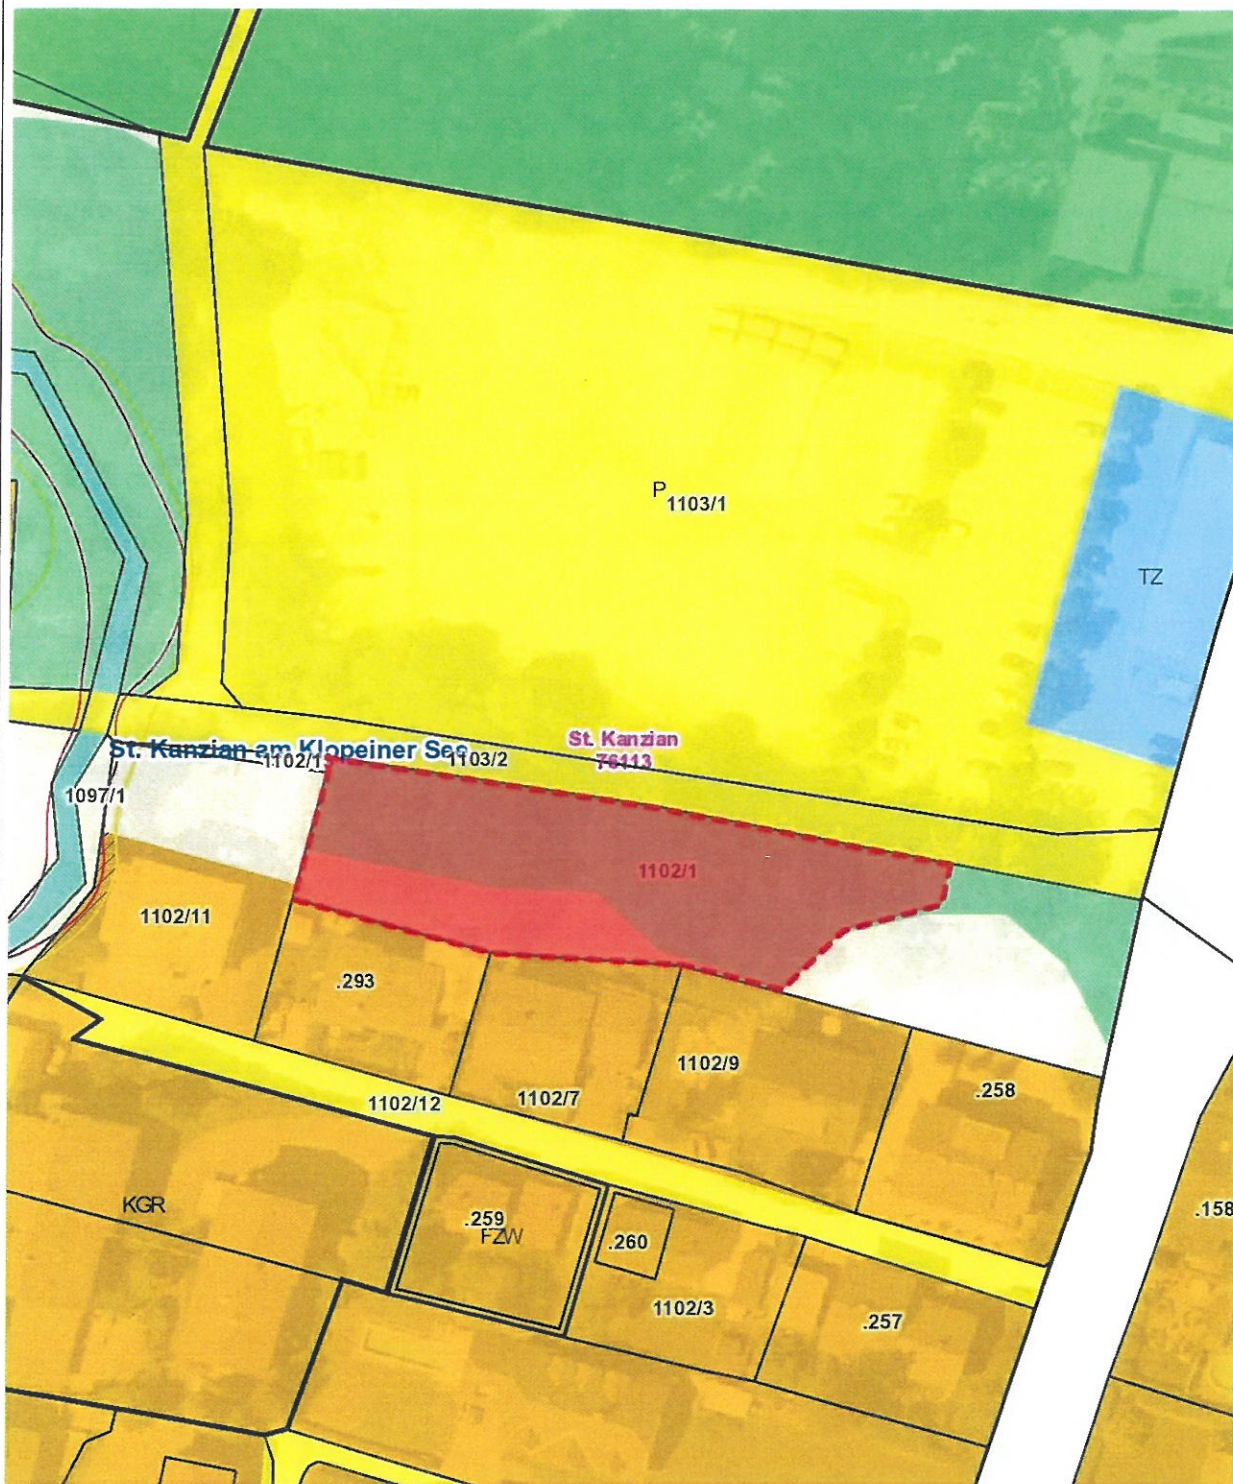 P
1103/1
TZ
St. Kanzian am Klopeiner See
St. Kanzian
76113
1102/1
1103/2
1097/1
1102/1
1102/11
.293
1102/9
.258
1102/12
1102/7
KGR
.259
FZW
.260
.158
1102/3
.257